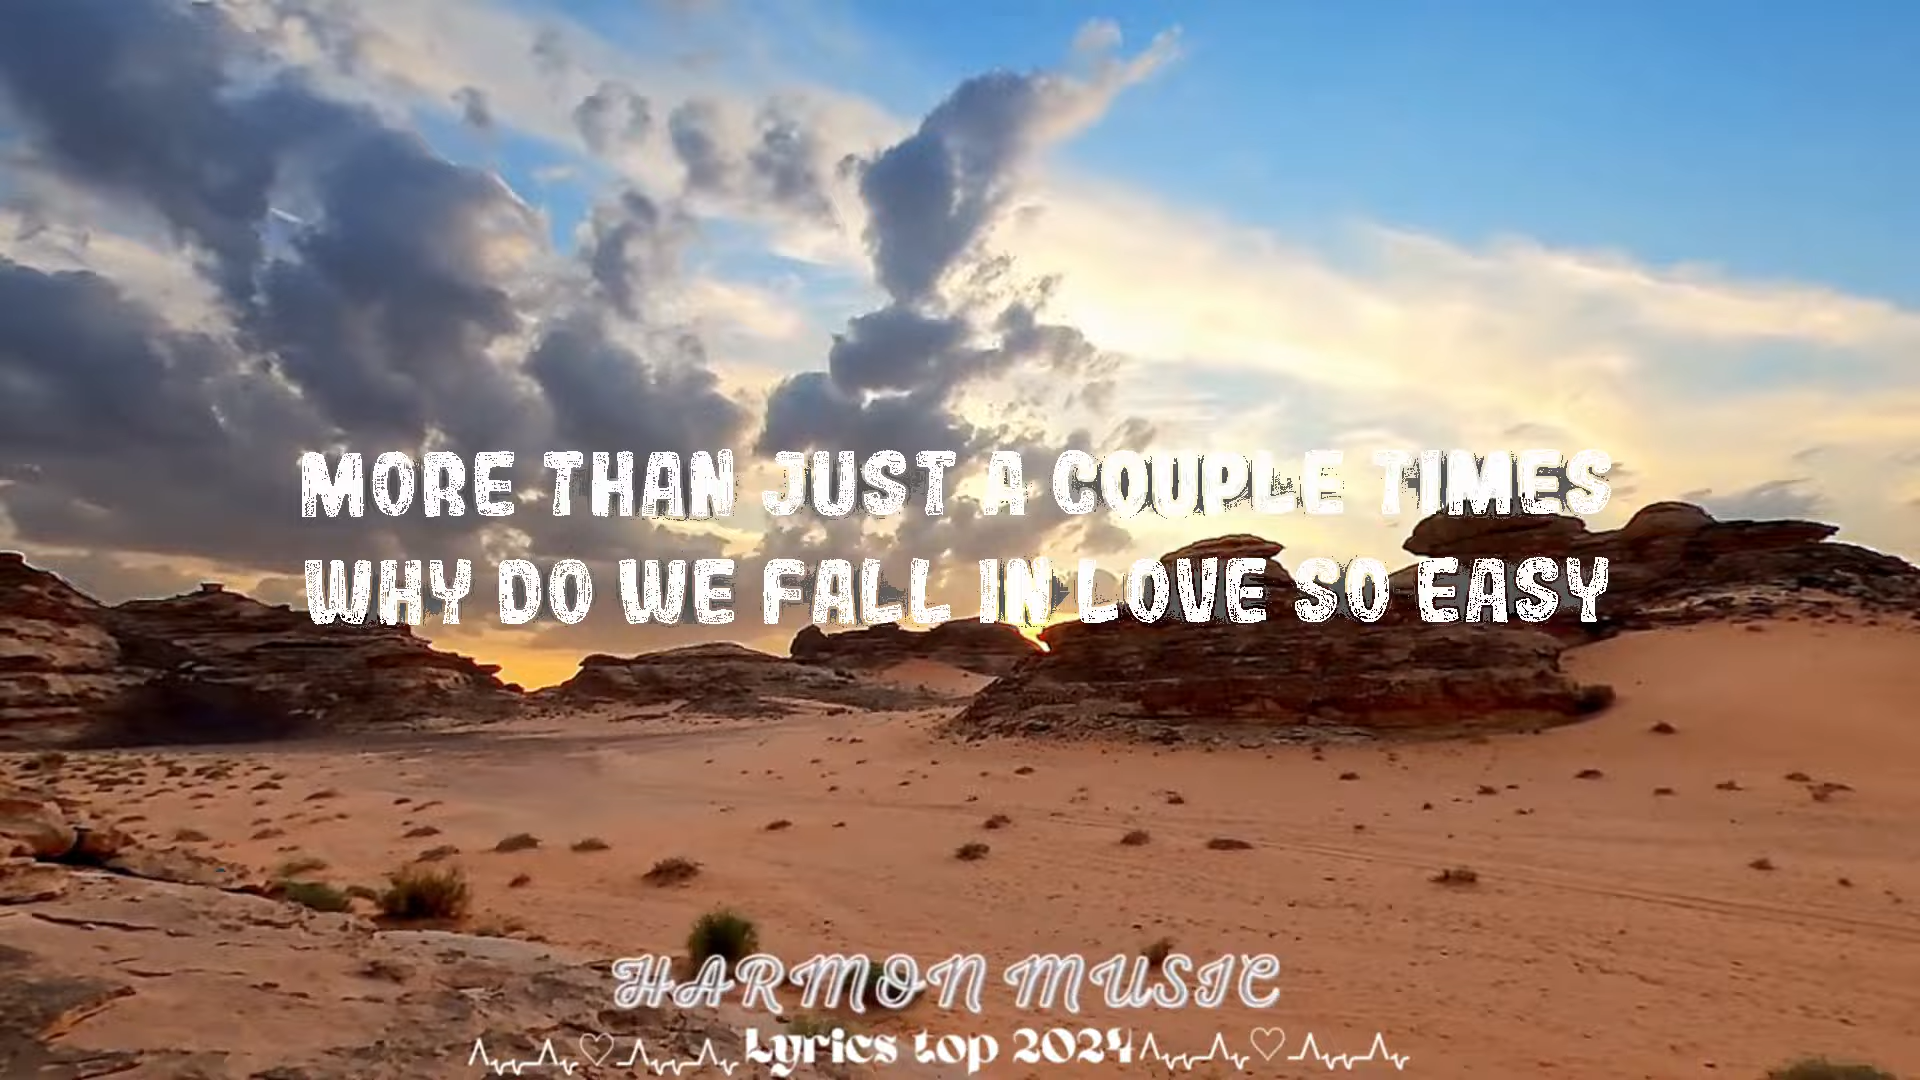 MORE THAN JUST A COUPLE TIMES
WHY DO WE FALL IN LOVE SO EASY
HARMON MUSIC
Lyrics top 2024